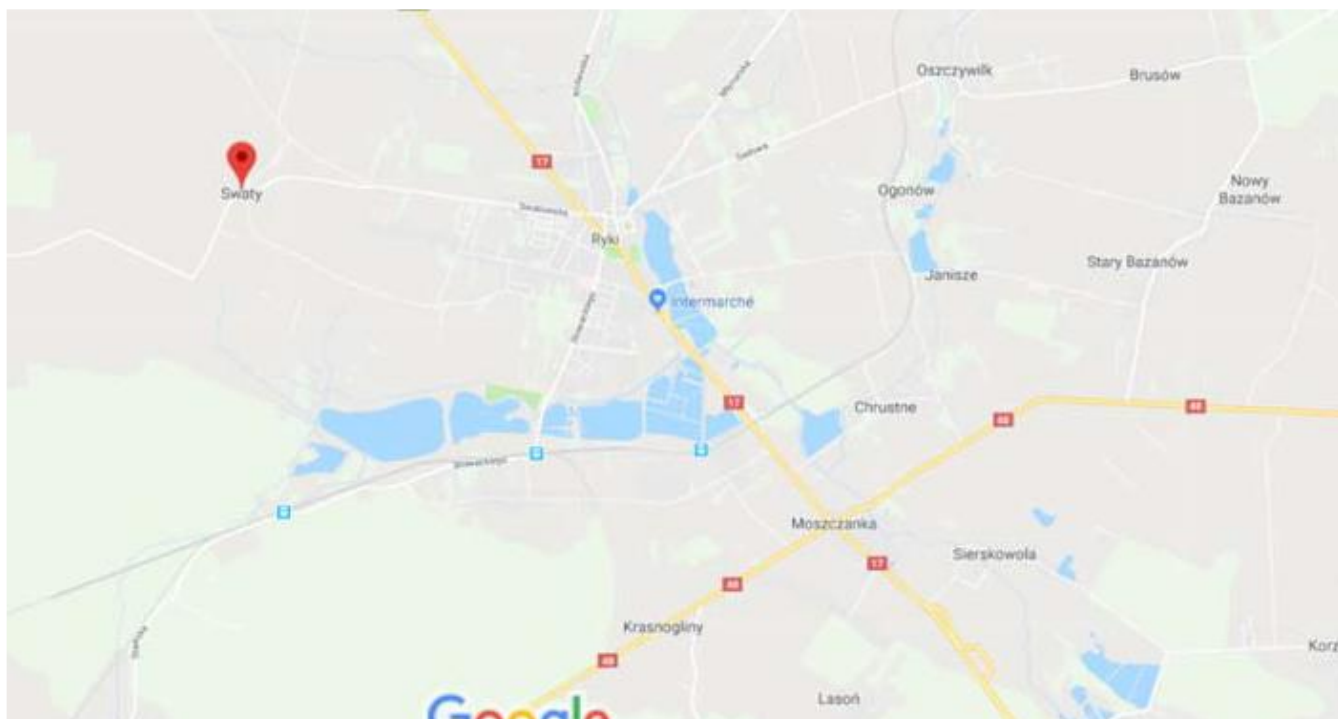 Oszczywilk
Brusów
17
Swaty
Ogonów
Nowy
Bazanów
Ryki
Stary Bazanów
Janisze
Intermarché
17
Chrustne
48
48
Moszczanka
Sierskowola
17
48
Krasnogliny
48
Lasoń
Korz
Google